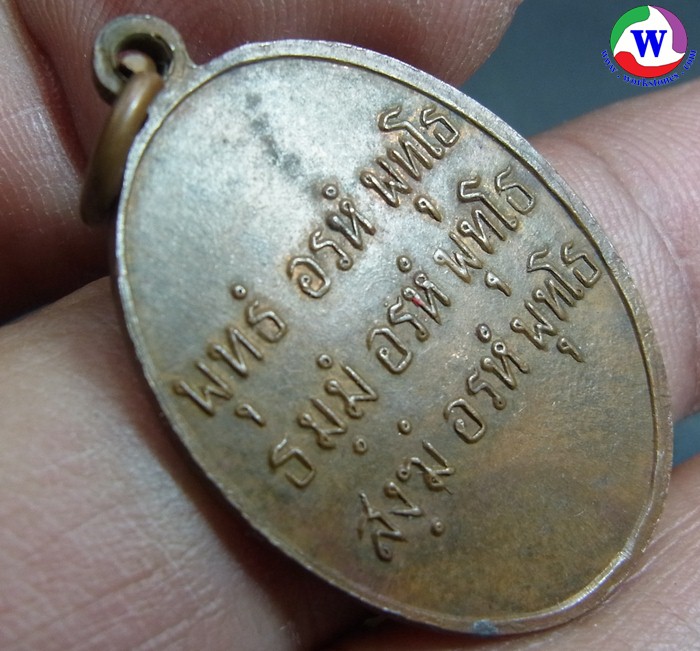 พุทธํ อรหํ พุทฺโธ
ธมฺมํ อรหํ พุทฺโธ
สงฺฆํ อรหํ พุทฺโธ
W